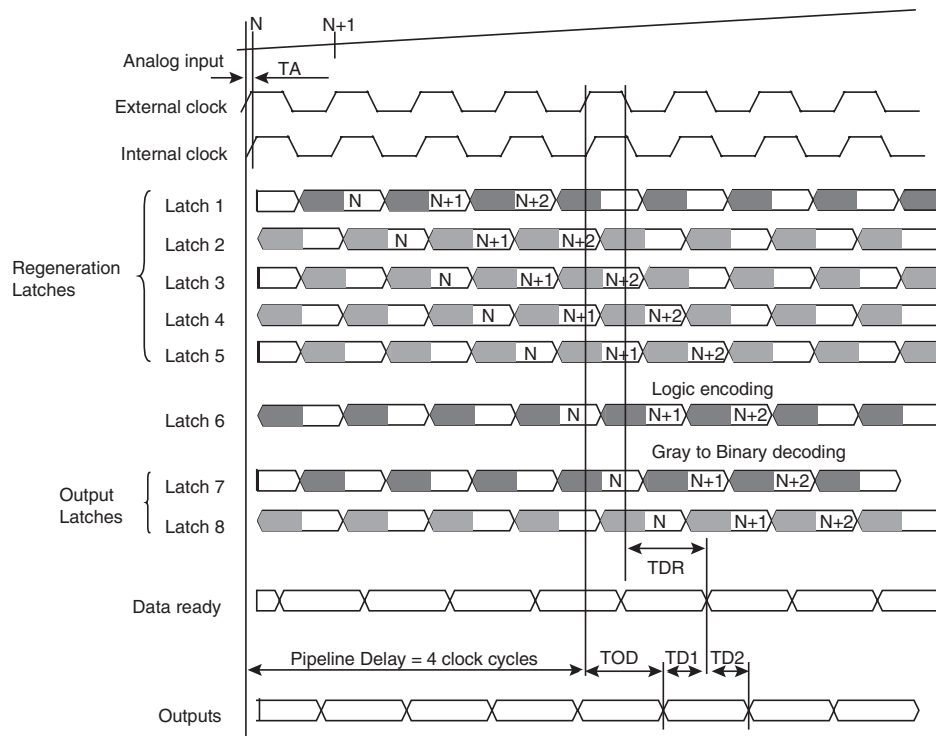 N N+1
Analog input
TA
External clock
Internal clock
Regeneration
Latches
Latch 1 N N+1 N+2
Latch 2 N N+1 N+2
Latch 3 N N+1 N+2
Latch 4 N N+1 N+2
Latch 5 N N+1 N+2
Logic encoding
Latch 6 N N+1 N+2
Gray to Binary decoding
Output
Latches
Latch 7 N N+1 N+2
Latch 8 N N+1 N+2
TDR
Data ready
Pipeline Delay = 4 clock cycles TOD TD1 TD2
Outputs